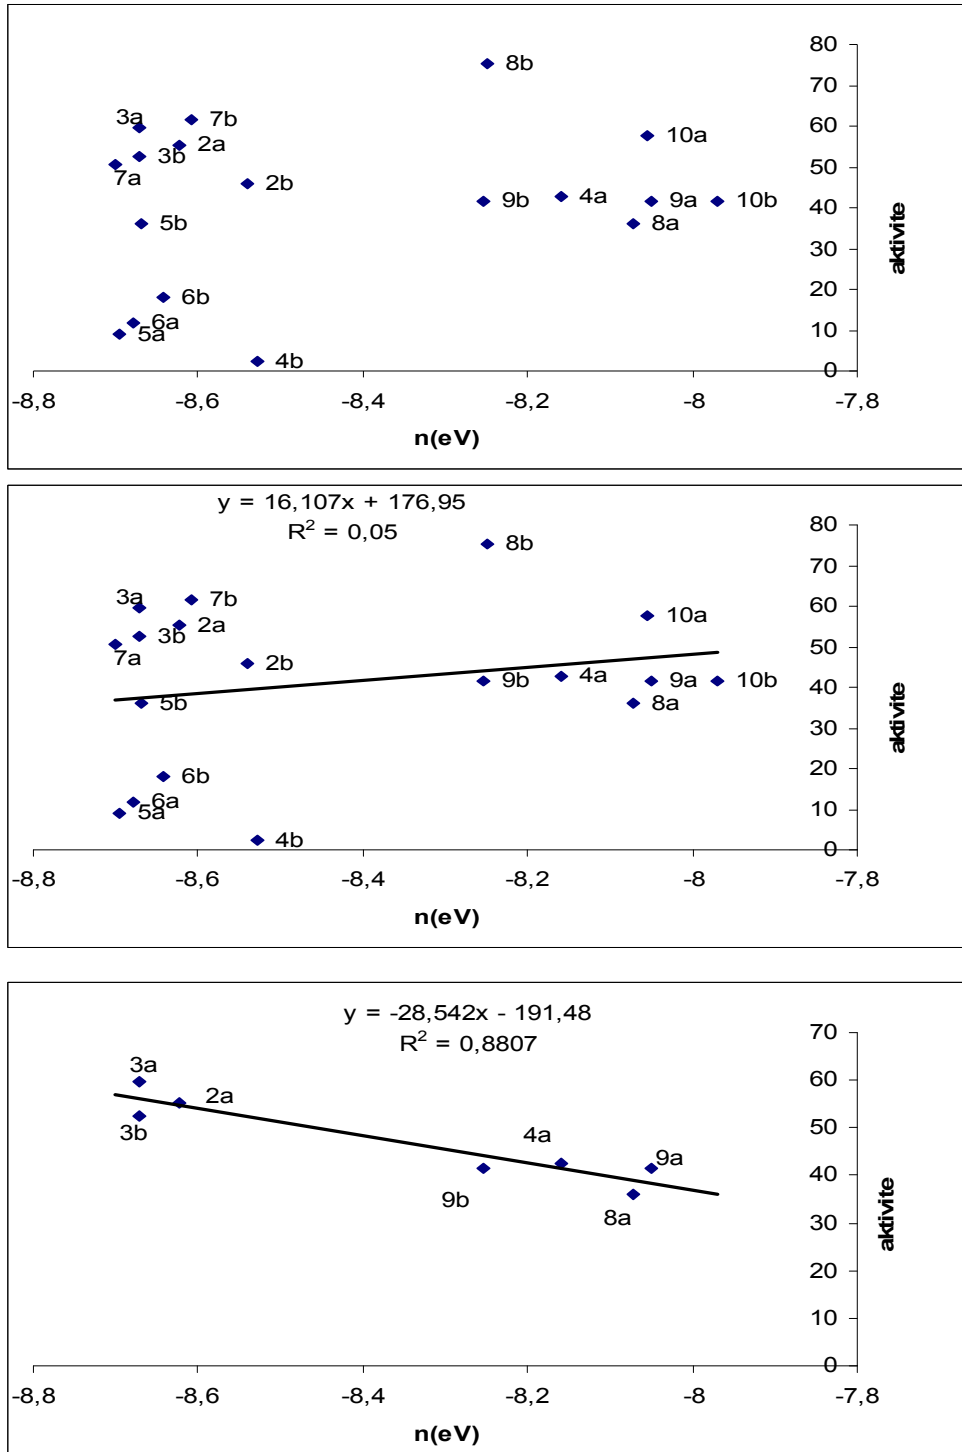 80
8b
70
3a
7b
60
10a
2a
3b
50
7a
2b
9b
4a
9a
10b
40
5b
8a
30
aktivite
6b
20
6a
5a
10
4b
0
-8,8
-8,6
-8,4
-8,2
-8
-7,8
n(eV)
y = 16,107x + 176,95
R² = 0,05
80
8b
70
3a
7b
60
10a
2a
3b
50
7a
2b
9b
4a
9a
10b
40
5b
8a
30
aktivite
6b
20
6a
5a
10
4b
0
-8,8
-8,6
-8,4
-8,2
-8
-7,8
n(eV)
y = -28,542x - 191,48
R² = 0,8807
70
3a
60
2a
3b
50
4a
9a
40
9b
8a
30
aktivite
20
10
0
-8,8
-8,6
-8,4
-8,2
-8
-7,8
n(eV)